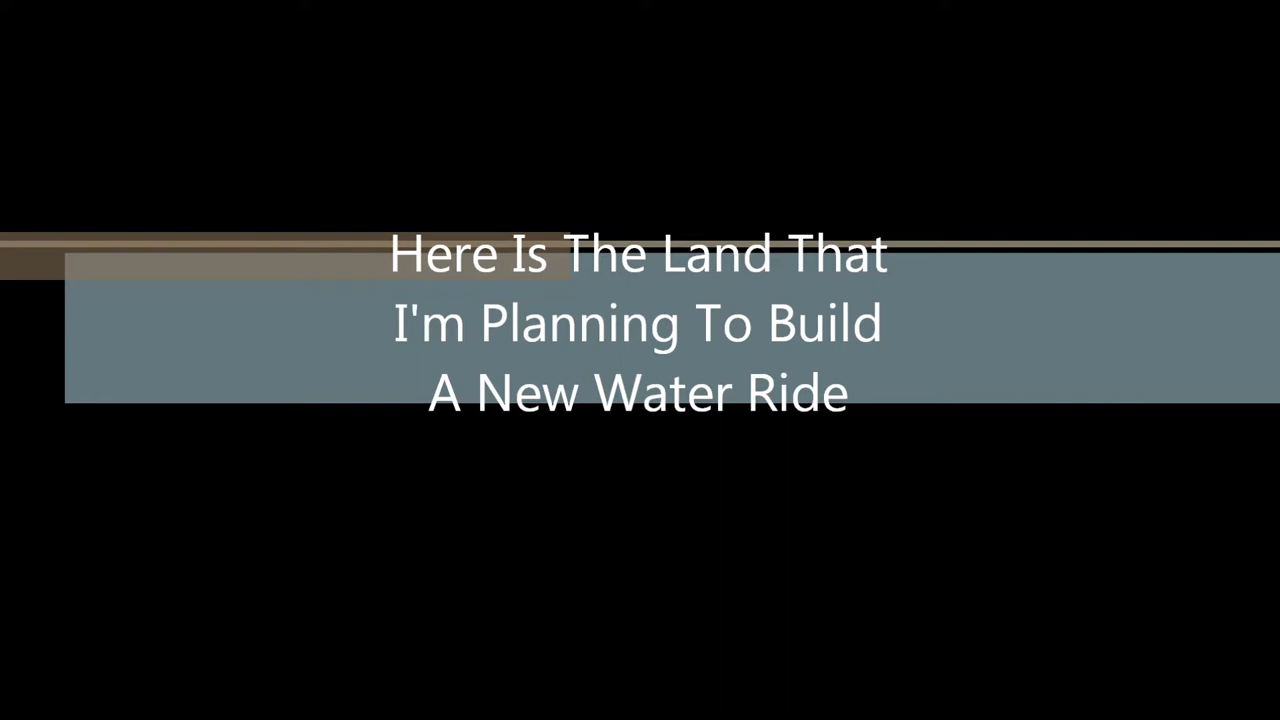 Here Is The Land That
I'm Planning To Build
A New Water Ride